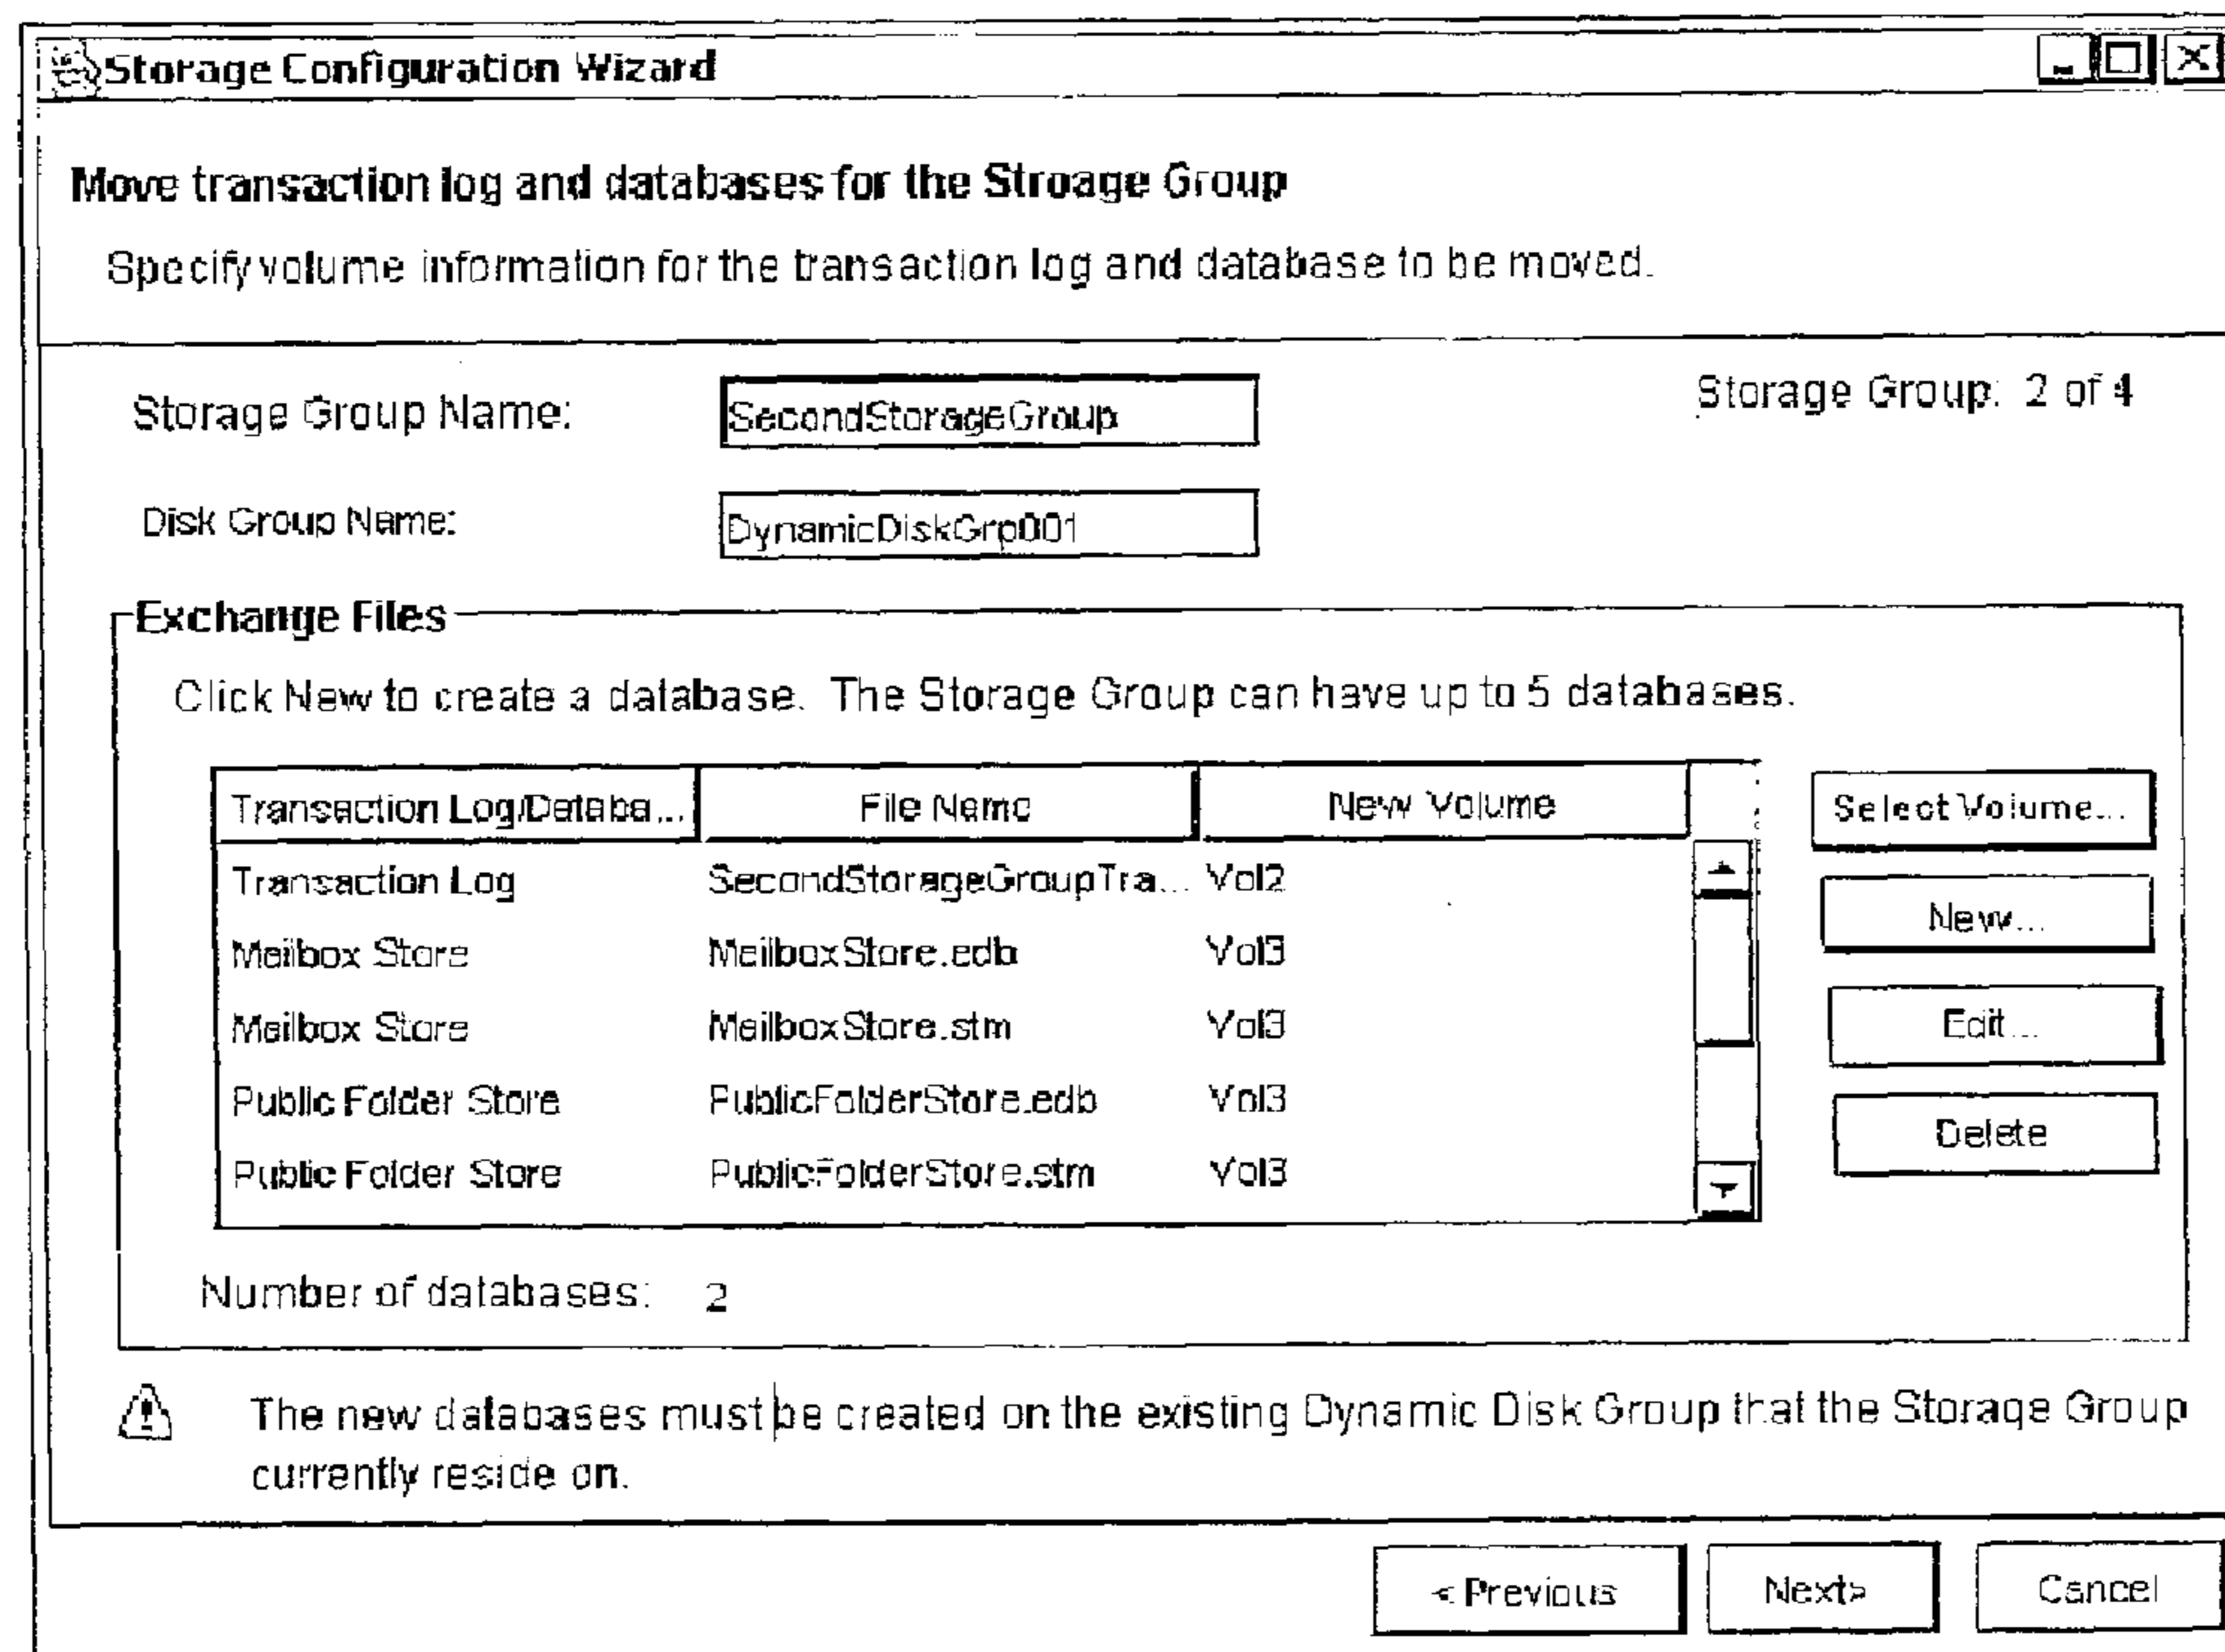 Storage Configuration Wizard
Move transaction log and databases for the Stroage Group
Specify volume information for the transaction log and database to be moved.
Storage Group Name: SecondStorageGroup Storage Group: 2 of 4
Disk Group Name: DynamicDiskGrp001
Exchange Files
Click New to create a database. The Storage Group can have up to 5 databases.
Transaction Log/Databa... File Name New Volume Select Volume...
Transaction Log SecondStorageGroupTra... Vol2
New...
Mailbox Store MailboxStore.edb Vol3
Mailbox Store MailboxStore.stm Vol3 Edit...
Public Folder Store PublicFolderStore.edb Vol3
Delete
Public Folder Store PublicFolderStore.stm Vol3
Number of databases: 2
The new databases must be created on the existing Dynamic Disk Group that the Storage Group
currently reside on.
< Previous Next> Cancel